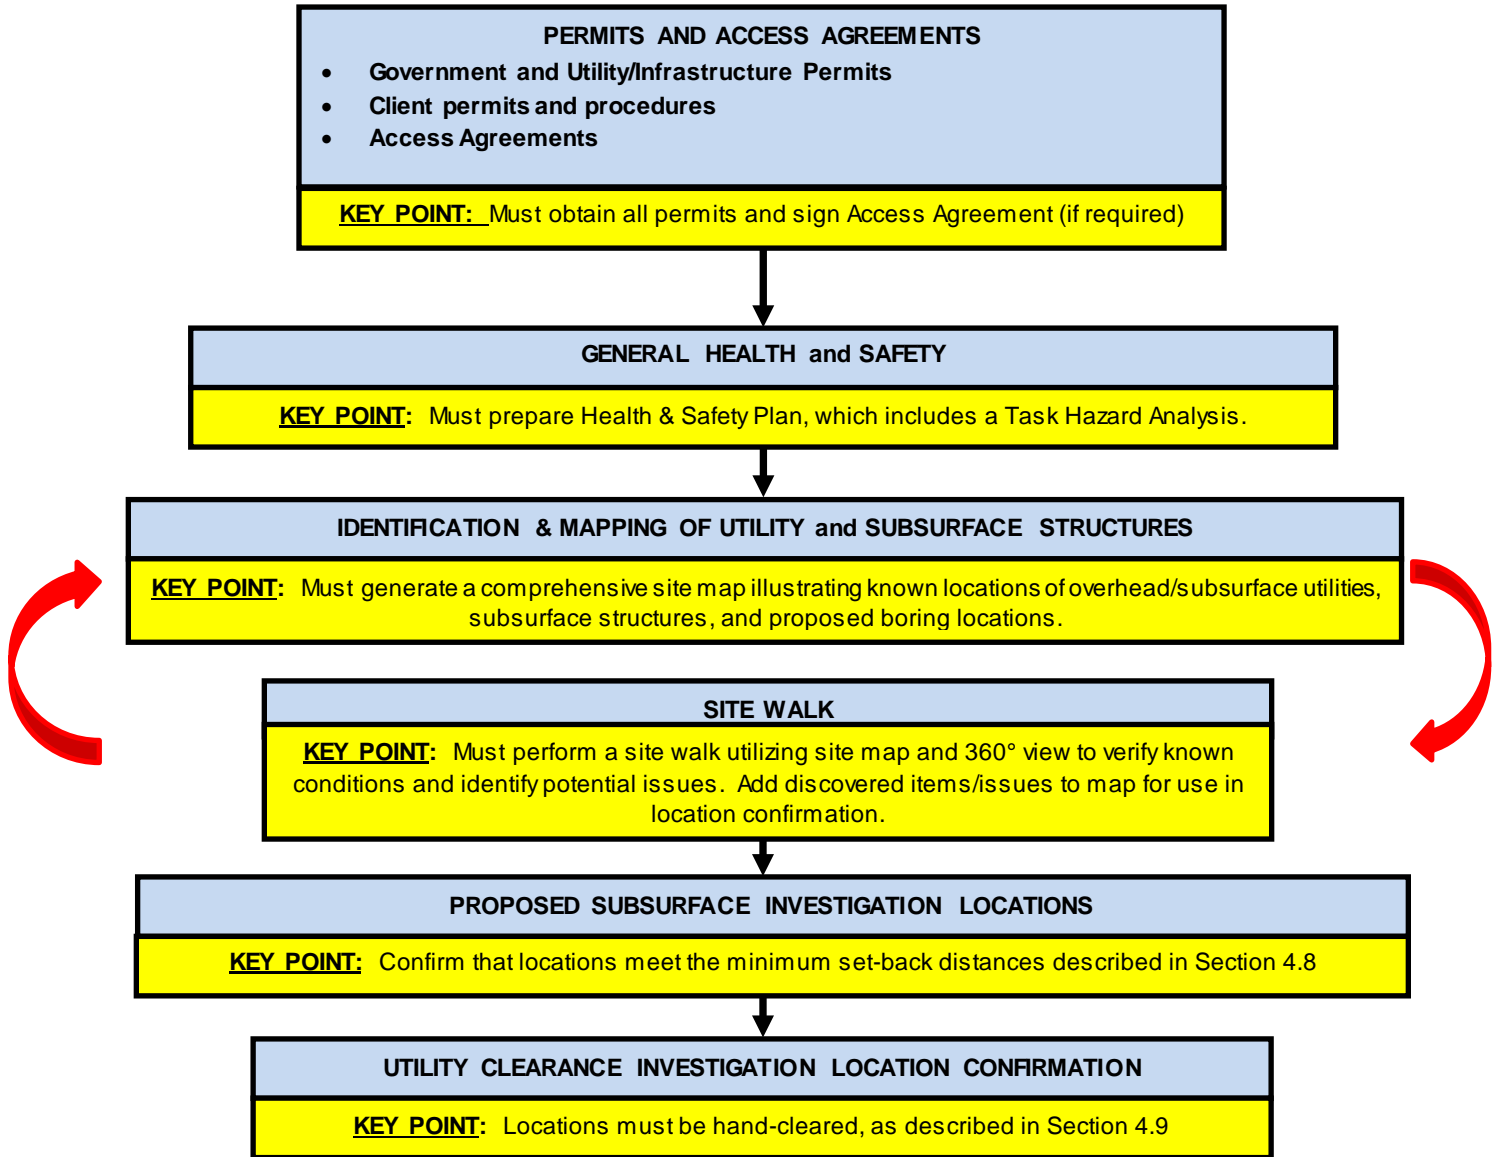 PERMITS AND ACCESS AGREEMENTS
• Government and Utility/Infrastructure Permits
• Client permits and procedures
• Access Agreements
KEY POINT: Must obtain all permits and sign Access Agreement (if required)
GENERAL HEALTH and SAFETY
KEY POINT: Must prepare Health & Safety Plan, which includes a Task Hazard Analysis.
IDENTIFICATION & MAPPING OF UTILITY and SUBSURFACE STRUCTURES
KEY POINT: Must generate a comprehensive site map illustrating known locations of overhead/subsurface utilities,
subsurface structures, and proposed boring locations.
SITE WALK
KEY POINT: Must perform a site walk utilizing site map and 360° view to verify known
conditions and identify potential issues. Add discovered items/issues to map for use in
location confirmation.
PROPOSED SUBSURFACE INVESTIGATION LOCATIONS
KEY POINT: Confirm that locations meet the minimum set-back distances described in Section 4.8
UTILITY CLEARANCE INVESTIGATION LOCATION CONFIRMATION
KEY POINT: Locations must be hand-cleared, as described in Section 4.9